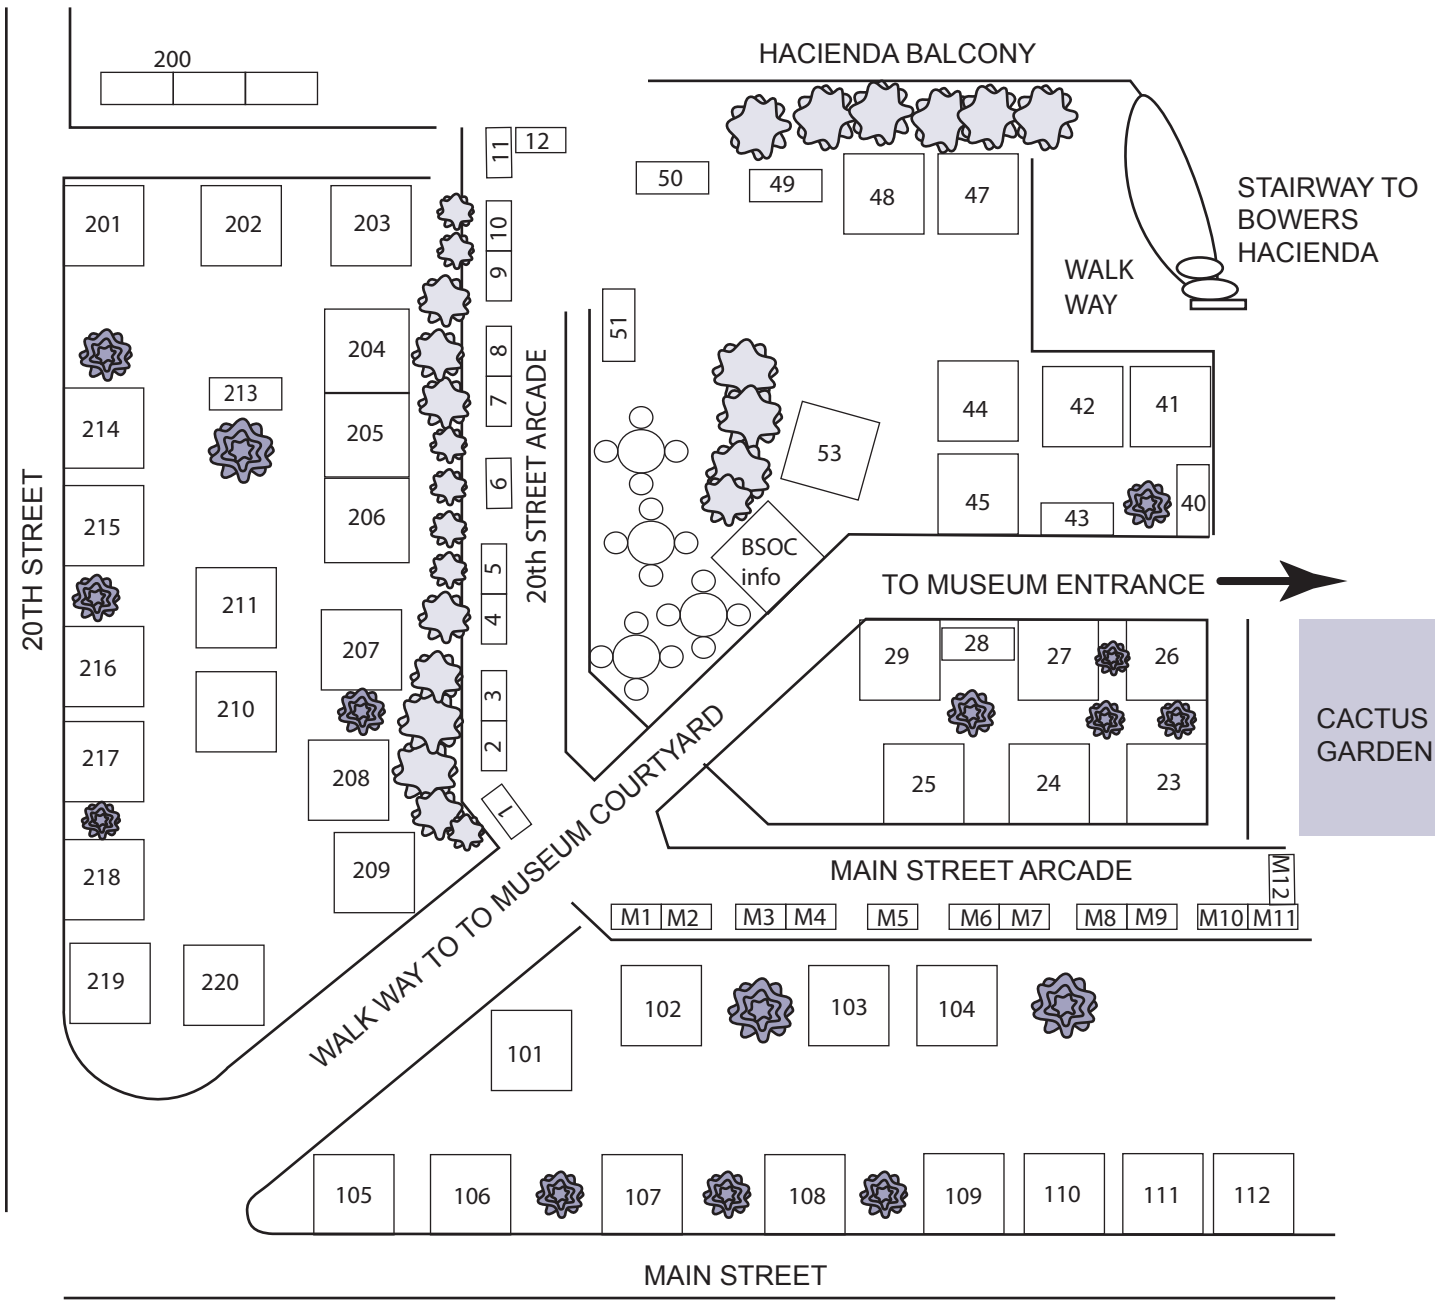 HACIENDA BALCONY
200
11
12
50
49
48
47
STAIRWAY TO
BOWERS
HACIENDA
201
202
203
10
9
WALK
WAY
51
204
8
7
213
205
214
6
206
215
20TH STREET
20th STREET ARCADE
53
44
42
41
45
43
40
BSOC
info
TO MUSEUM ENTRANCE
5
4
211
207
216
210
3
2
217
208
1
218
209
219
220
29
28
27
26
25
24
23
CACTUS
GARDEN
WALK WAY TO TO MUSEUM COURTYARD
MAIN STREET ARCADE
M12
M1
M2
M3
M4
M5
M6
M7
M8
M9
M10
M11
102
103
104
101
105
106
107
108
109
110
111
112
MAIN STREET